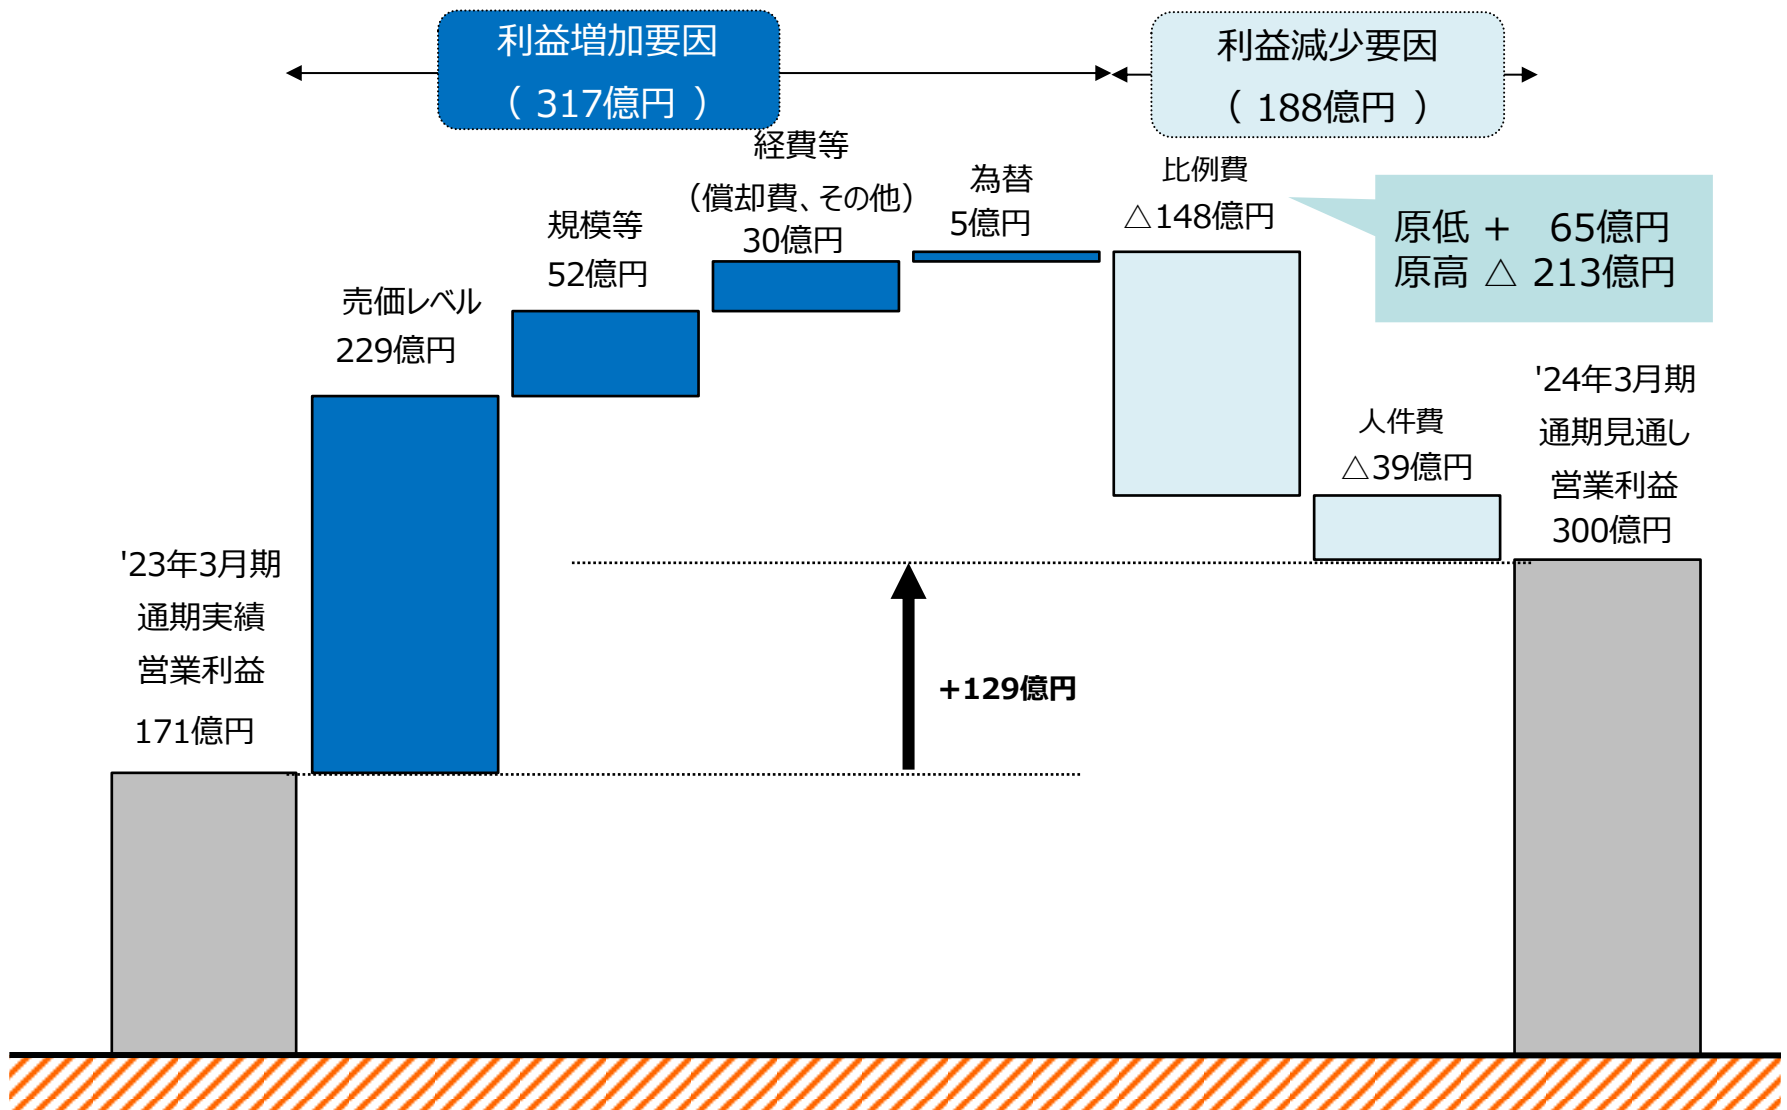 利益増加要因
（ 317億円 ）
利益減少要因
（ 188億円 ）
'23年3月期
通期実績
営業利益
171億円
売価レベル
229億円
規模等
52億円
経費等
（償却費、その他）
30億円
為替
5億円
比例費
△148億円
原低 +　65億円
原高 △ 213億円
人件費
△39億円
'24年3月期
通期見通し
営業利益
300億円
+129億円